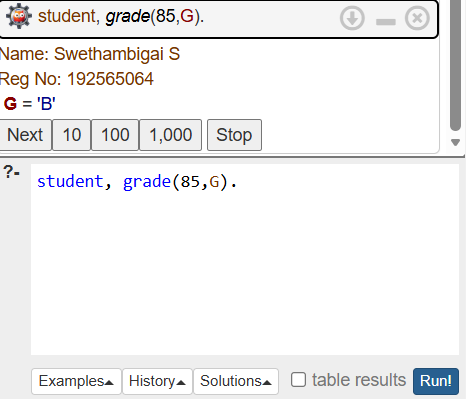 student, grade(85,G).
Name: Swethambigai S
Reg No: 192565064
G = 'B'
Next 10 100 1,000 Stop
?- student, grade(85,G).
Examples History Solutions table results Run!